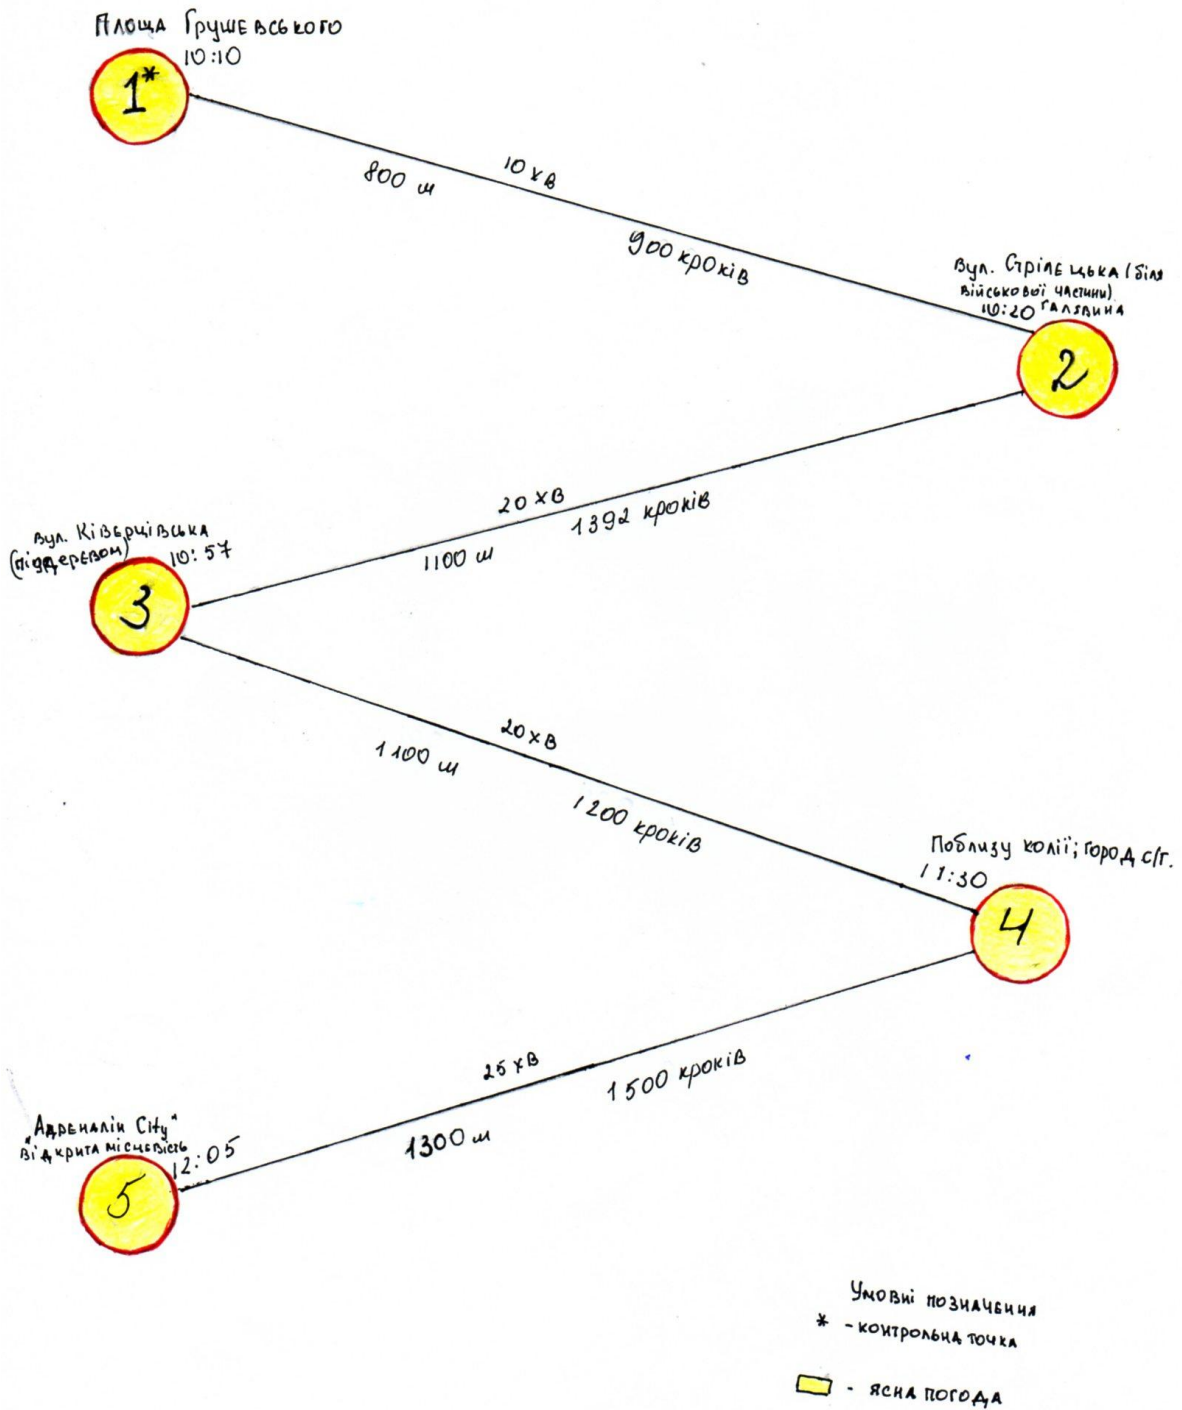 Площа Грушевського
10:10
1*
10 хв
800 м
900 кроків
вул. Стрілецька (біля
військової частини)
10:20 галявина
2
20 хв
1392 кроків
1100 м
вул. Ківерцівська
(під деревом) 10:57
3
20 хв
1100 м
1200 кроків
Поблизу колії; город с/г.
11:30
4
25 хв
1500 кроків
1300 м
"Адреналін City"
відкрита місцевість
12:05
5
Умовні позначення
* - контрольна точка
- ясна погода